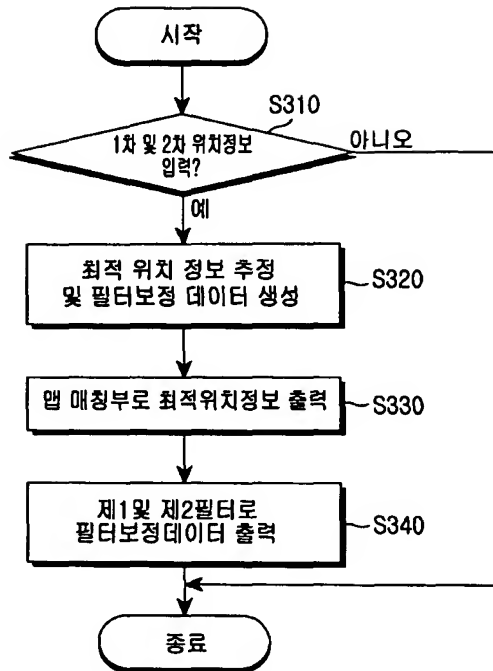 시작
S310
1차 및 2차 위치정보
입력?
아니오
예
최적 위치 정보 추정
및 필터보정 데이터 생성
S320
맵 매칭부로 최적위치정보 출력
S330
제1및 제2필터로
필터보정데이터 출력
S340
종료